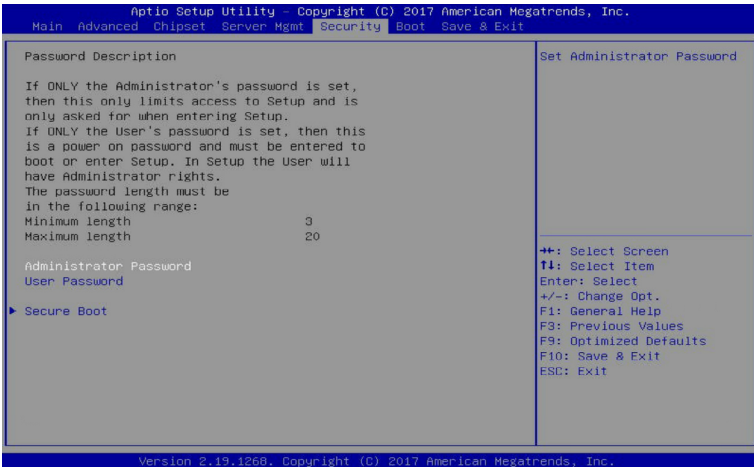 Aptio Setup Utility – Copyright (C) 2017 American Megatrends, Inc.
Main Advanced Chipset Server Mgmt Security Boot Save & Exit
Password Description
If ONLY the Administrator's password is set,
then this only limits access to Setup and is
only asked for when entering Setup.
If ONLY the User's password is set, then this
is a power on password and must be entered to
boot or enter Setup. In Setup the User will
have Administrator rights.
The password length must be
in the following range:
Minimum length 3
Maximum length 20
Administrator Password
User Password
▶ Secure Boot
Set Administrator Password
→←: Select Screen
↑↓: Select Item
Enter: Select
+/-: Change Opt.
F1: General Help
F3: Previous Values
F9: Optimized Defaults
F10: Save & Exit
ESC: Exit
Version 2.19.1268. Copyright (C) 2017 American Megatrends, Inc.